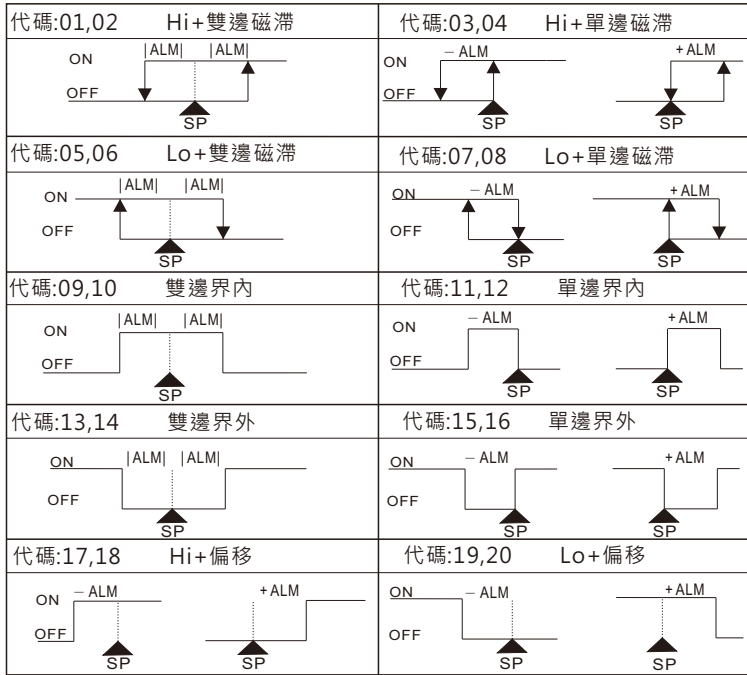 代碼:01,02 Hi+雙邊磁滯
|ALM| |ALM|
ON
OFF
SP
代碼:03,04 Hi+單邊磁滯
− ALM + ALM
ON
OFF
SP SP
代碼:05,06 Lo+雙邊磁滯
|ALM| |ALM|
ON
OFF
SP
代碼:07,08 Lo+單邊磁滯
− ALM + ALM
ON
OFF
SP SP
代碼:09,10 雙邊界內
|ALM| |ALM|
ON
OFF
SP
代碼:11,12 單邊界內
− ALM + ALM
ON
OFF
SP SP
代碼:13,14 雙邊界外
|ALM| |ALM|
ON
OFF
SP
代碼:15,16 單邊界外
ON − ALM + ALM
OFF
SP SP
代碼:17,18 Hi+偏移
− ALM + ALM
ON
OFF
SP SP
代碼:19,20 Lo+偏移
ON − ALM + ALM
OFF
SP SP